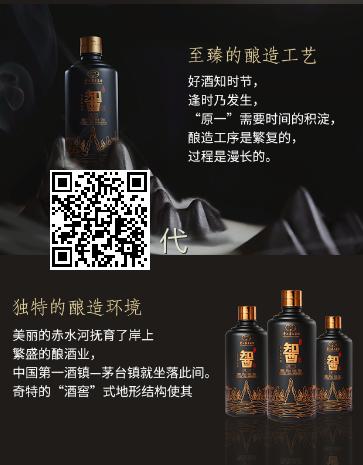 至臻的酿造工艺
好酒知时节，
逢时乃发生，
“原一”需要时间的积淀，
酿造工序是繁复的，
过程是漫长的。
智
代
独特的酿造环境
美丽的赤水河抚育了岸上
繁盛的酿酒业，
中国第一酒镇—茅台镇就坐落此间。
奇特的“酒窖”式地形结构使其
智